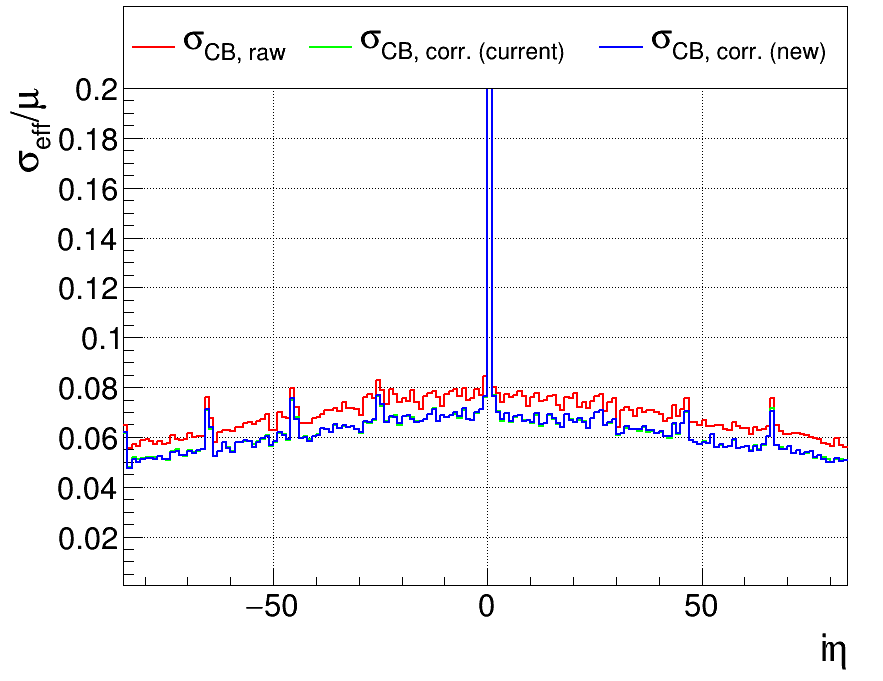 σCB, raw σCB, corr. (current) σCB, corr. (new)
σeff/μ
0.2
0.18
0.16
0.14
0.12
0.1
0.08
0.06
0.04
0.02
−50 0 50
iη